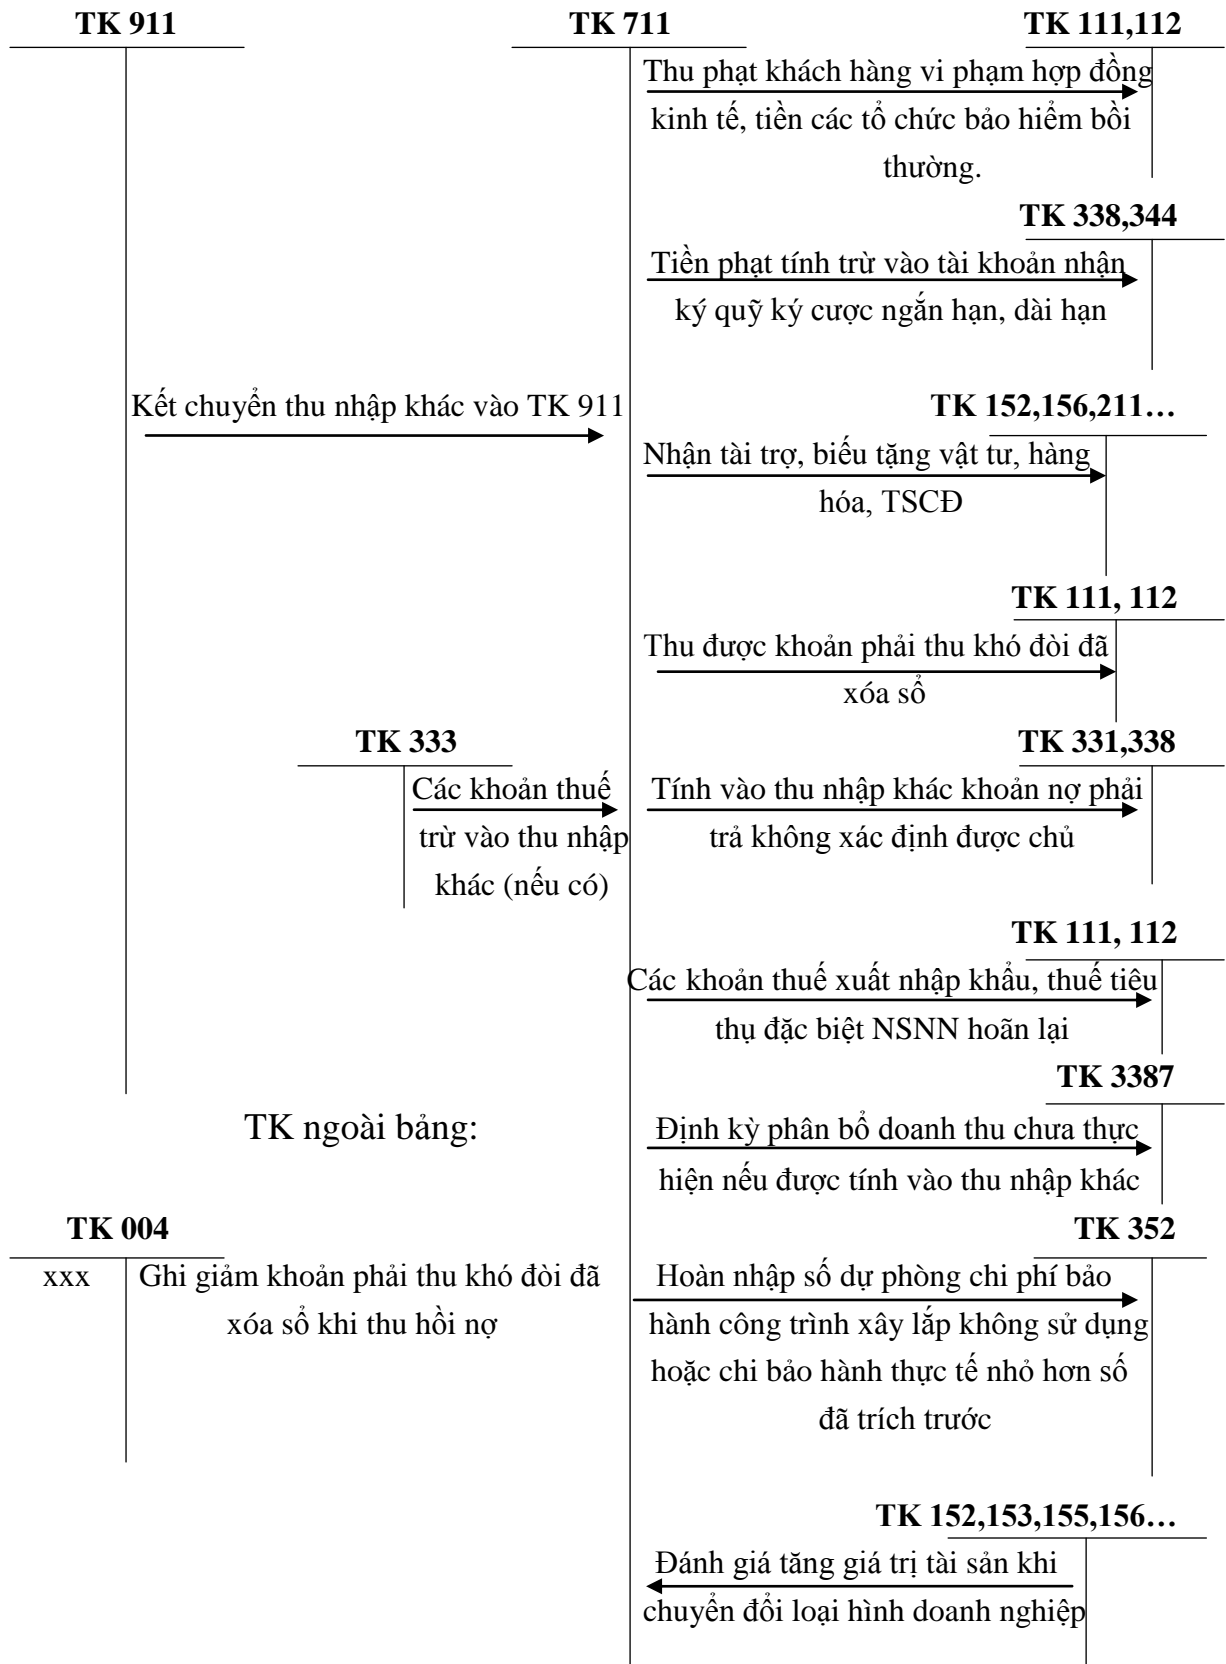 TK 911
TK 711
TK 111,112
Thu phạt khách hàng vi phạm hợp đồng
kinh tế, tiền các tổ chức bảo hiểm bồi
thường.
TK 338,344
Tiền phạt tính trừ vào tài khoản nhận
ký quỹ ký cược ngắn hạn, dài hạn
Kết chuyển thu nhập khác vào TK 911
TK 152,156,211…
Nhận tài trợ, biếu tặng vật tư, hàng
hóa, TSCĐ
TK 111, 112
Thu được khoản phải thu khó đòi đã
xóa sổ
TK 333
Các khoản thuế
trừ vào thu nhập
khác (nếu có)
TK 331,338
Tính vào thu nhập khác khoản nợ phải
trả không xác định được chủ
TK 111, 112
Các khoản thuế xuất nhập khẩu, thuế tiêu
thụ đặc biệt NSNN hoãn lại
TK 3387
Định kỳ phân bổ doanh thu chưa thực
hiện nếu được tính vào thu nhập khác
TK ngoài bảng:
TK 004
xxx
Ghi giảm khoản phải thu khó đòi đã
xóa sổ khi thu hồi nợ
TK 352
Hoàn nhập số dự phòng chi phí bảo
hành công trình xây lắp không sử dụng
hoặc chi bảo hành thực tế nhỏ hơn số
đã trích trước
TK 152,153,155,156…
Đánh giá tăng giá trị tài sản khi
chuyển đổi loại hình doanh nghiệp